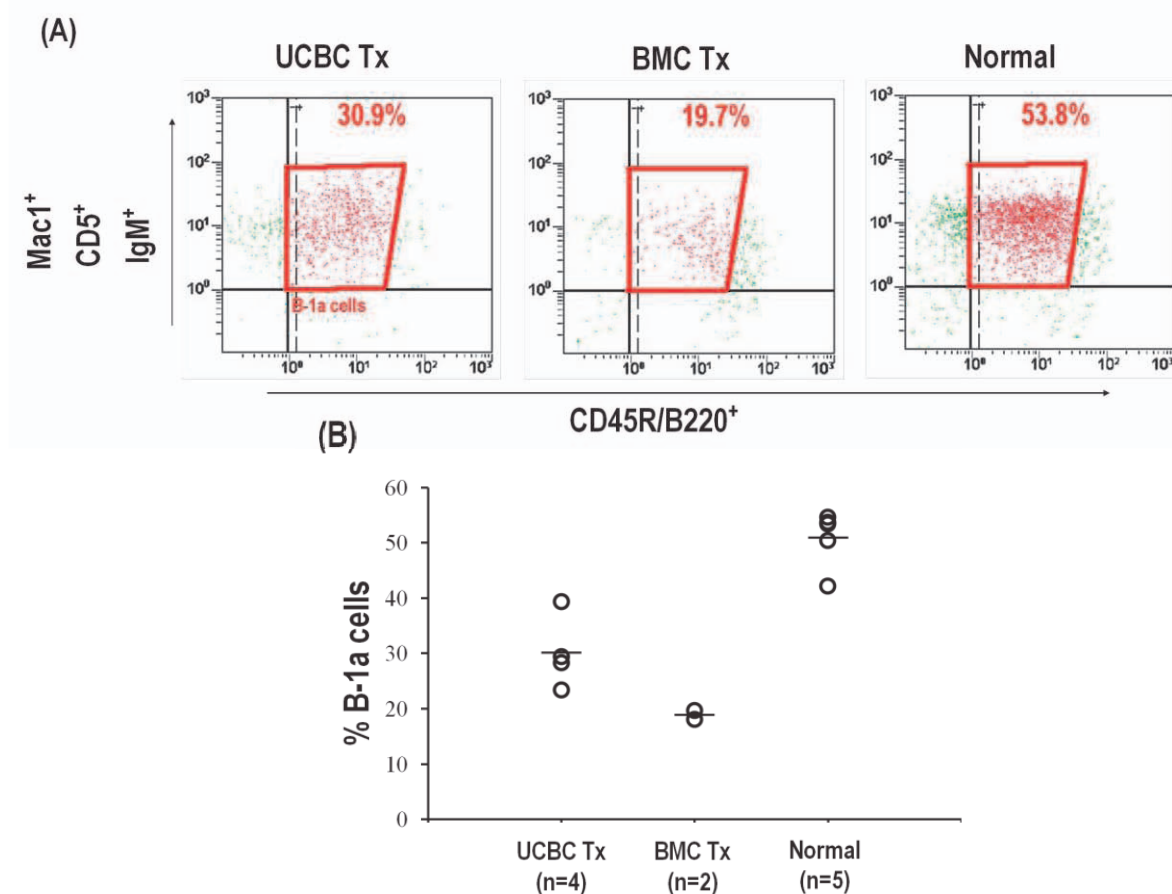 (A)
UCBC Tx
BMC Tx
Normal
Mac1⁺
CD5⁺
IgM⁺
10³
10²
10¹
10⁰
30.9%
B-1a cells
10⁰ 10¹ 10² 10³
10³
10²
10¹
10⁰
19.7%
10⁰ 10¹ 10² 10³
10³
10²
10¹
10⁰
53.8%
10⁰ 10¹ 10² 10³
CD45R/B220⁺
(B)
% B-1a cells
60
50
40
30
20
10
0
UCBC Tx
(n=4)
BMC Tx
(n=2)
Normal
(n=5)